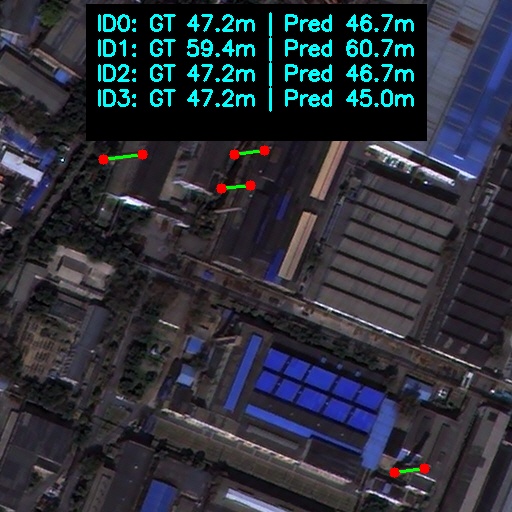 ID0: GT 47.2m | Pred 46.7m
ID1: GT 59.4m | Pred 60.7m
ID2: GT 47.2m | Pred 46.7m
ID3: GT 47.2m | Pred 45.0m